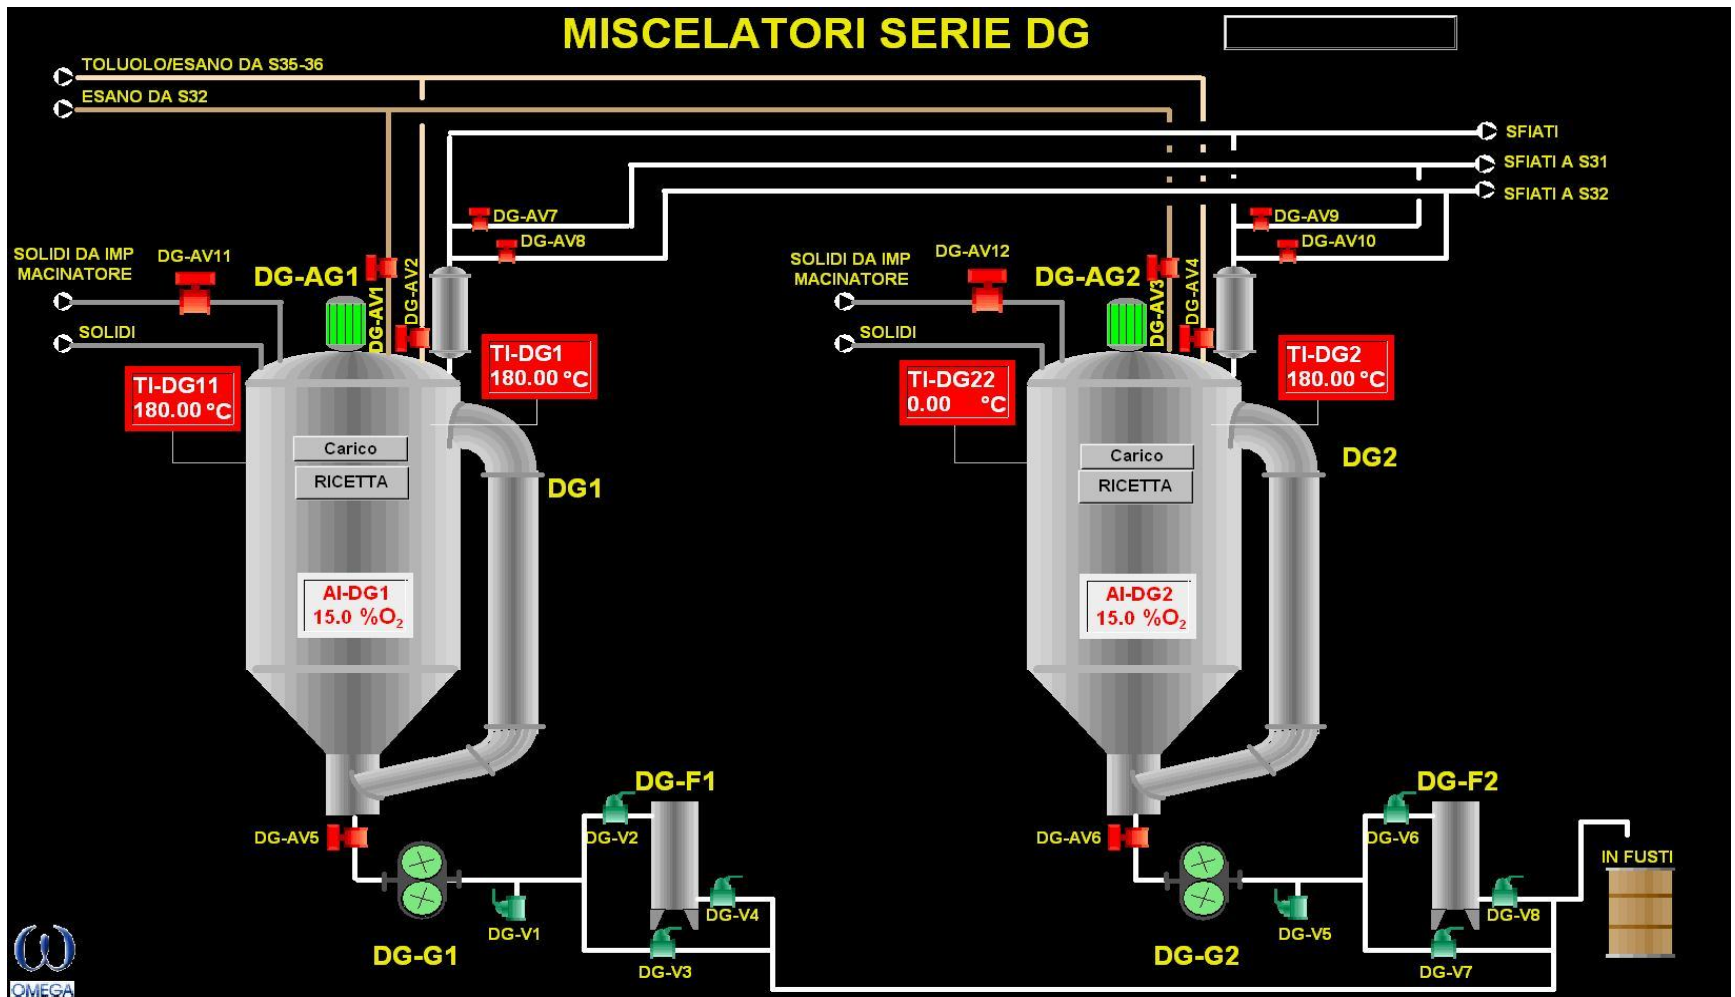 MISCELATORI SERIE DG
TOLUOLO/ESANO DA S35-36
ESANO DA S32
SFIATI
SFIATI A S31
SFIATI A S32
DG-AV7
DG-AV8
DG-AV9
DG-AV10
SOLIDI DA IMP
MACINATORE
DG-AV11
DG-AG1
DG-AV1
DG-AV2
SOLIDI
TI-DG11
180.00 °C
TI-DG1
180.00 °C
Carico
RICETTA
DG1
AI-DG1
15.0 %O₂
SOLIDI DA IMP
MACINATORE
DG-AV12
DG-AG2
DG-AV3
DG-AV4
SOLIDI
TI-DG22
0.00 °C
TI-DG2
180.00 °C
Carico
RICETTA
DG2
AI-DG2
15.0 %O₂
DG-F1
DG-AV5
DG-V2
DG-V4
DG-V1
DG-G1
DG-V3
DG-F2
DG-AV6
DG-V6
IN FUSTI
DG-V8
DG-V5
DG-G2
DG-V7
OMEGA